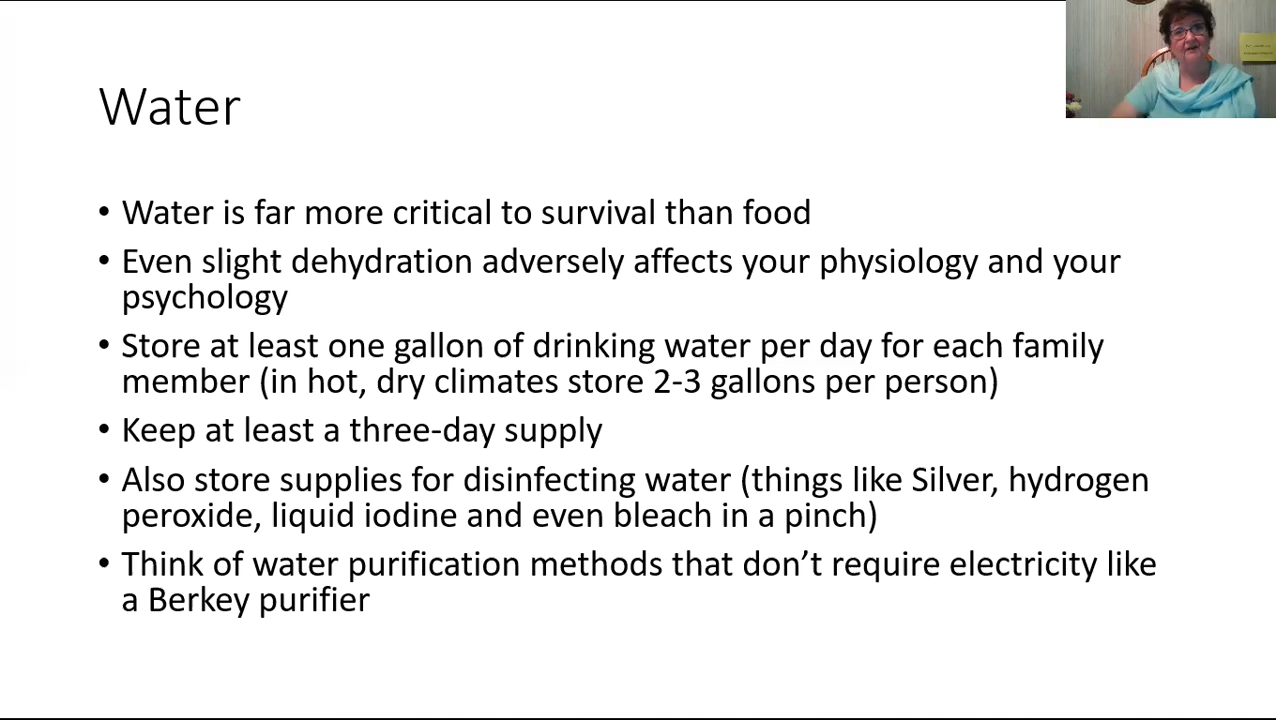 Water
• Water is far more critical to survival than food
• Even slight dehydration adversely affects your physiology and your
psychology
• Store at least one gallon of drinking water per day for each family
member (in hot, dry climates store 2-3 gallons per person)
• Keep at least a three-day supply
• Also store supplies for disinfecting water (things like Silver, hydrogen
peroxide, liquid iodine and even bleach in a pinch)
• Think of water purification methods that don’t require electricity like
a Berkey purifier